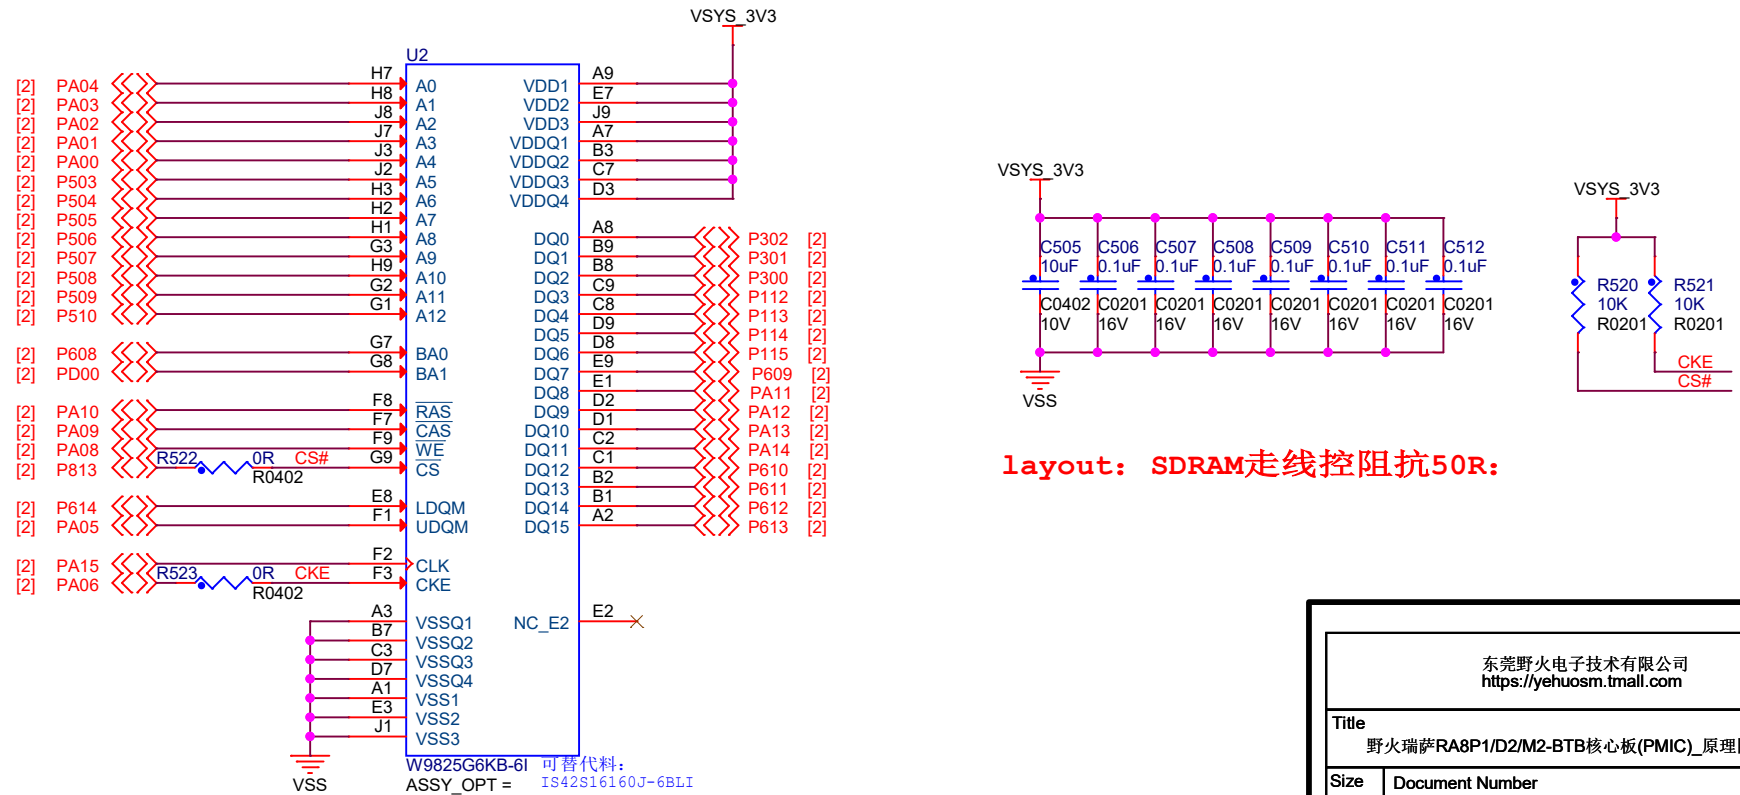 VSYS_3V3
U2
[2] PA04 H7 A0 VDD1 A9
[2] PA03 H8 A1 VDD2 E7
[2] PA02 J8 A2 VDD3 J9
[2] PA01 J7 A3 VDDQ1 A7
[2] PA00 J3 A4 VDDQ2 B3
[2] P503 J2 A5 VDDQ3 C7
[2] P504 H3 A6 VDDQ4 D3
[2] P505 H2 A7
[2] P506 H1 A8 DQ0 A8 P302 [2]
[2] P507 G3 A9 DQ1 B9 P301 [2]
[2] P508 H9 A10 DQ2 B8 P300 [2]
[2] P509 G2 A11 DQ3 C9 P112 [2]
[2] P510 G1 A12 DQ4 C8 P113 [2]
DQ5 D9 P114 [2]
[2] P608 G7 BA0 DQ6 D8 P115 [2]
[2] PD00 G8 BA1 DQ7 E9 P609 [2]
DQ8 E1 PA11 [2]
[2] PA10 F8 RAS DQ9 D2 PA12 [2]
[2] PA09 F7 CAS DQ10 D1 PA13 [2]
[2] PA08 F9 WE DQ11 C2 PA14 [2]
[2] P813 R522 0R CS# G9 CS DQ12 C1 P610 [2]
R0402
DQ13 B2 P611 [2]
[2] P614 E8 LDQM DQ14 B1 P612 [2]
[2] PA05 F1 UDQM DQ15 A2 P613 [2]
[2] PA15 F2 CLK
[2] PA06 R523 0R CKE F3 CKE
R0402
A3 VSSQ1 NC_E2 E2
B7 VSSQ2
C3 VSSQ3
D7 VSSQ4
A1 VSS1
E3 VSS2
J1 VSS3
VSS
W9825G6KB-6I 可替代料:
ASSY_OPT = IS42S16160J-6BLI
VSYS_3V3
C505 C506 C507 C508 C509 C510 C511 C512
10uF 0.1uF 0.1uF 0.1uF 0.1uF 0.1uF 0.1uF 0.1uF
C0402 C0201 C0201 C0201 C0201 C0201 C0201 C0201
10V 16V 16V 16V 16V 16V 16V 16V
VSS
VSYS_3V3
R520 R521
10K 10K
R0201 R0201
CKE
CS#
layout: SDRAM走线控阻抗50R:
东莞野火电子技术有限公司
https://yehuosm.tmall.com
Title
野火瑞萨RA8P1/D2/M2-BTB核心板(PMIC)_原理
Size Document Number